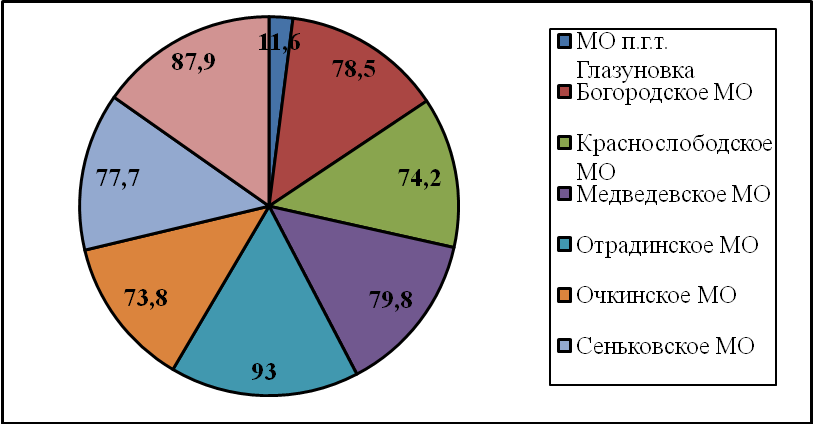 11,6
87,9
78,5
77,7
74,2
73,8
79,8
93
МО п.г.т.
Глазуновка
Богородское МО
Краснослободское
МО
Медведевское МО
Отрадинское МО
Очкинское МО
Сеньковское МО